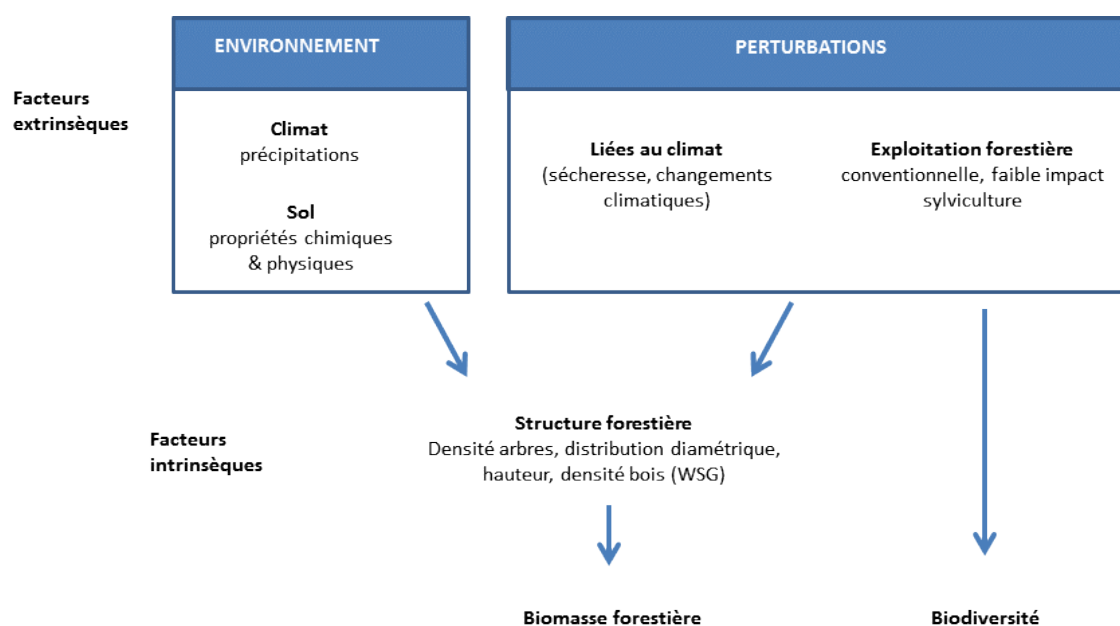 ENVIRONNEMENT
PERTURBATIONS
Facteurs
extrinsèques
Climat
précipitations
Sol
propriétés chimiques
& physiques
Liées au climat
(sécheresse, changements
climatiques)
Exploitation forestière
conventionnelle, faible impact
sylviculture
Facteurs
intrinsèques
Structure forestière
Densité arbres, distribution diamétrique,
hauteur, densité bois (WSG)
Biomasse forestière
Biodiversité